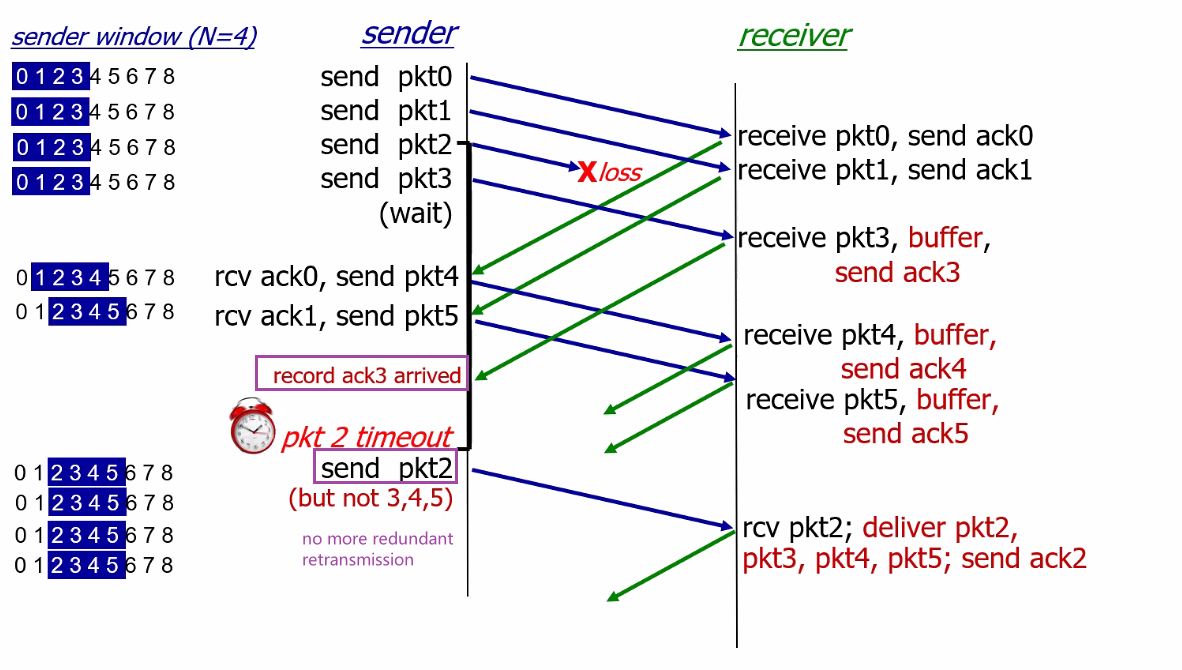 sender window (N=4)
sender
receiver
0 1 2 3 4 5 6 7 8
send pkt0
0 1 2 3 4 5 6 7 8
send pkt1
0 1 2 3 4 5 6 7 8
send pkt2
0 1 2 3 4 5 6 7 8
send pkt3
(wait)
X loss
receive pkt0, send ack0
receive pkt1, send ack1
receive pkt3, buffer,
send ack3
0 1 2 3 4 5 6 7 8
rcv ack0, send pkt4
0 1 2 3 4 5 6 7 8
rcv ack1, send pkt5
record ack3 arrived
receive pkt4, buffer,
send ack4
receive pkt5, buffer,
send ack5
pkt 2 timeout
0 1 2 3 4 5 6 7 8
send pkt2
0 1 2 3 4 5 6 7 8
(but not 3,4,5)
0 1 2 3 4 5 6 7 8
0 1 2 3 4 5 6 7 8
no more redundant
retransmission
rcv pkt2; deliver pkt2,
pkt3, pkt4, pkt5; send ack2